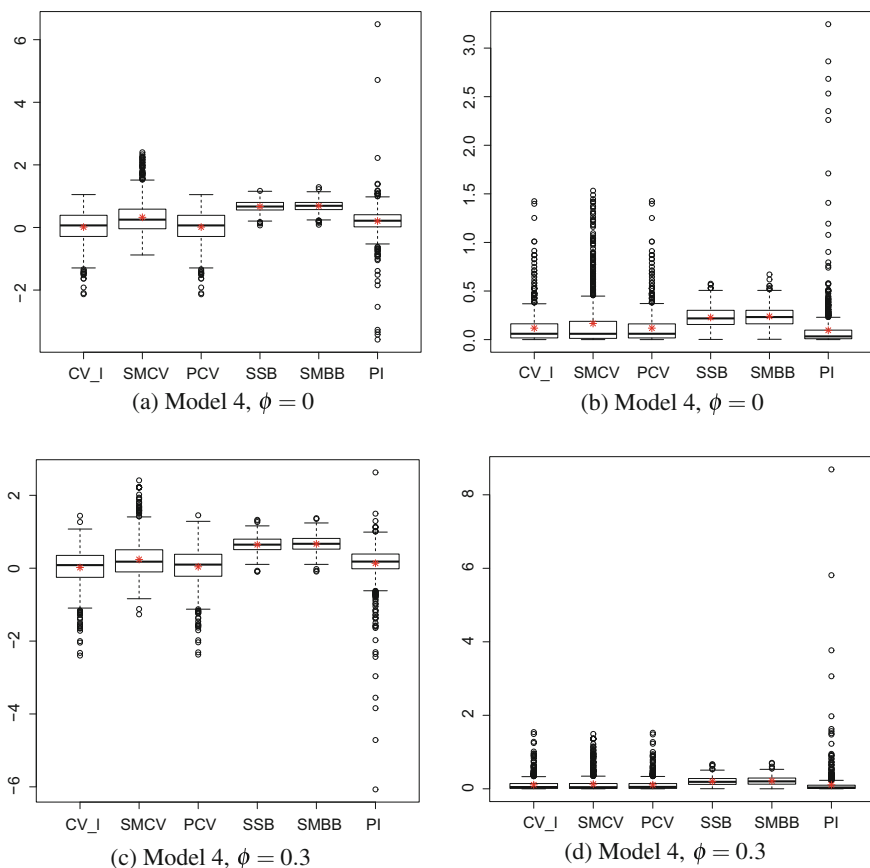 6
4
2
0
−2
CV_I SMCV PCV SSB SMBB PI
(a) Model 4, ϕ = 0
3.0
2.5
2.0
1.5
1.0
0.5
0.0
CV_I SMCV PCV SSB SMBB PI
(b) Model 4, ϕ = 0
2
0
−2
−4
−6
CV_I SMCV PCV SSB SMBB PI
(c) Model 4, ϕ = 0.3
8
6
4
2
0
CV_I SMCV PCV SSB SMBB PI
(d) Model 4, ϕ = 0.3